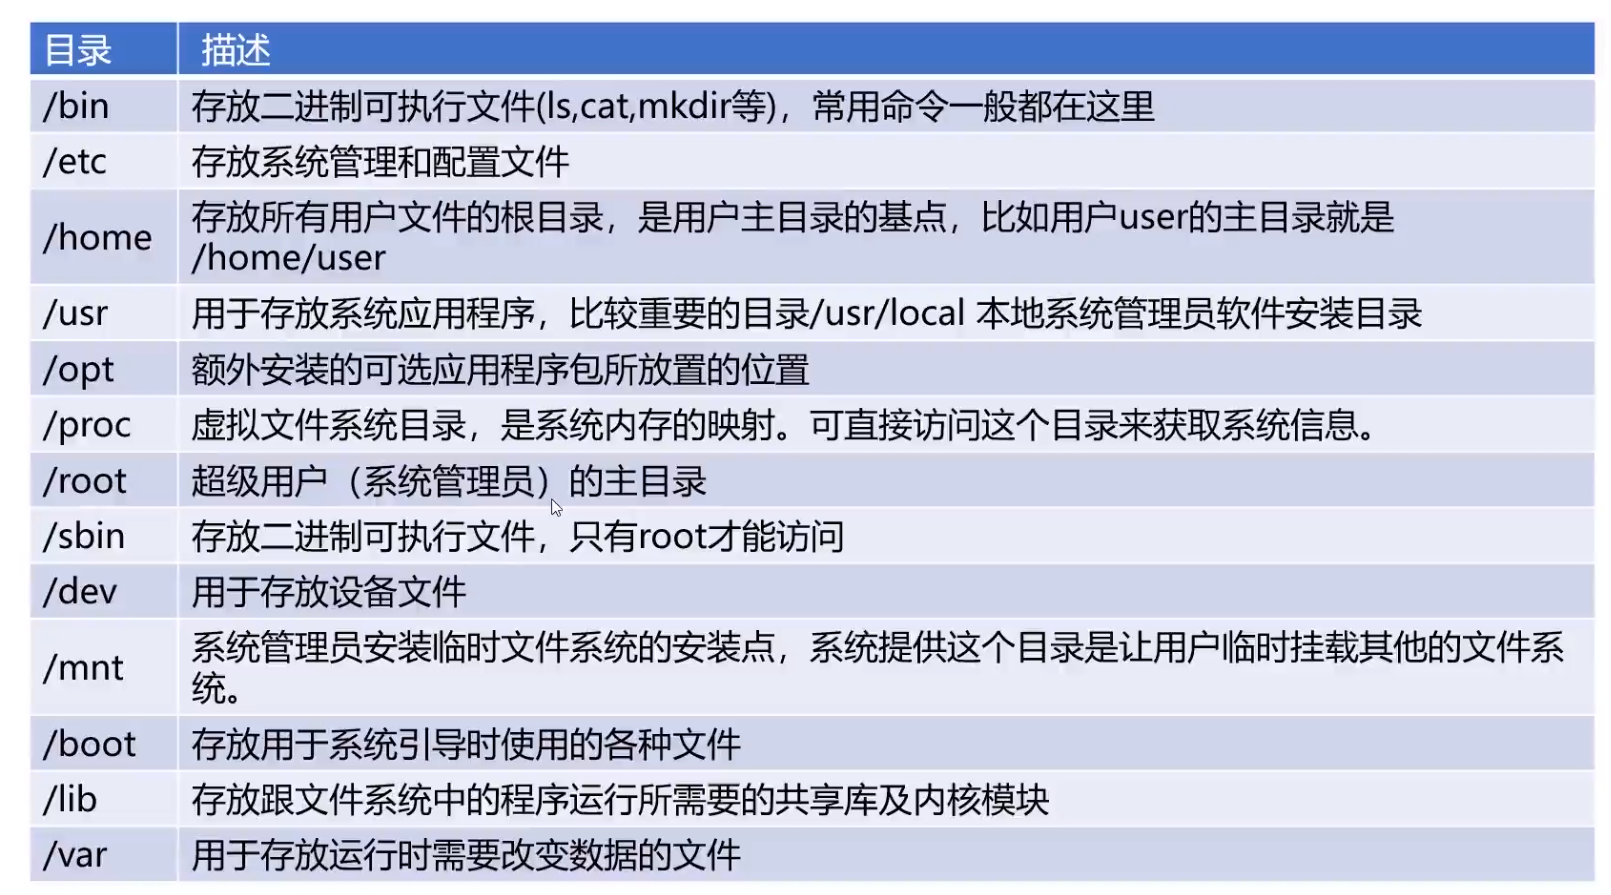 目录 描述
/bin 存放二进制可执行文件(ls,cat,mkdir等)，常用命令一般都在这里
/etc 存放系统管理和配置文件
/home 存放所有用户文件的根目录，是用户主目录的基点，比如用户user的主目录就是
/home/user
/usr 用于存放系统应用程序，比较重要的目录/usr/local 本地系统管理员软件安装目录
/opt 额外安装的可选应用程序包所放置的位置
/proc 虚拟文件系统目录，是系统内存的映射。可直接访问这个目录来获取系统信息。
/root 超级用户（系统管理员）的主目录
/sbin 存放二进制可执行文件，只有root才能访问
/dev 用于存放设备文件
/mnt 系统管理员安装临时文件系统的安装点，系统提供这个目录是让用户临时挂载其他的文件系
统。
/boot 存放用于系统引导时使用的各种文件
/lib 存放跟文件系统中的程序运行所需要的共享库及内核模块
/var 用于存放运行时需要改变数据的文件